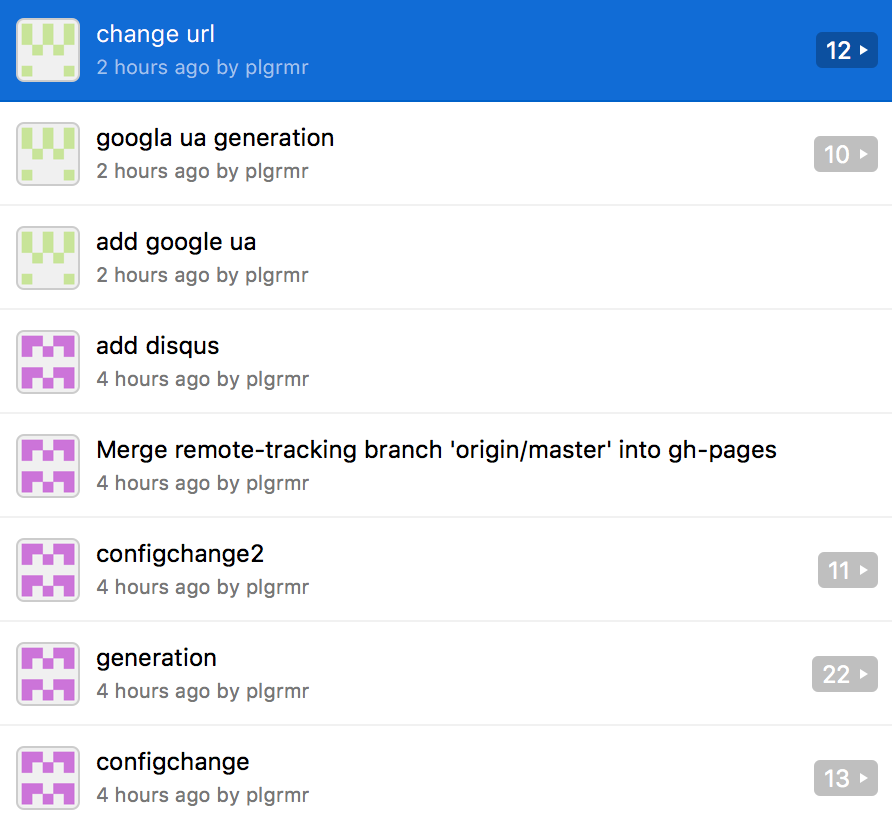 change url
2 hours ago by plgrmr
12
googla ua generation
2 hours ago by plgrmr
10
add google ua
2 hours ago by plgrmr
add disqus
4 hours ago by plgrmr
Merge remote-tracking branch 'origin/master' into gh-pages
4 hours ago by plgrmr
configchange2
4 hours ago by plgrmr
11
generation
4 hours ago by plgrmr
22
configchange
4 hours ago by plgrmr
13